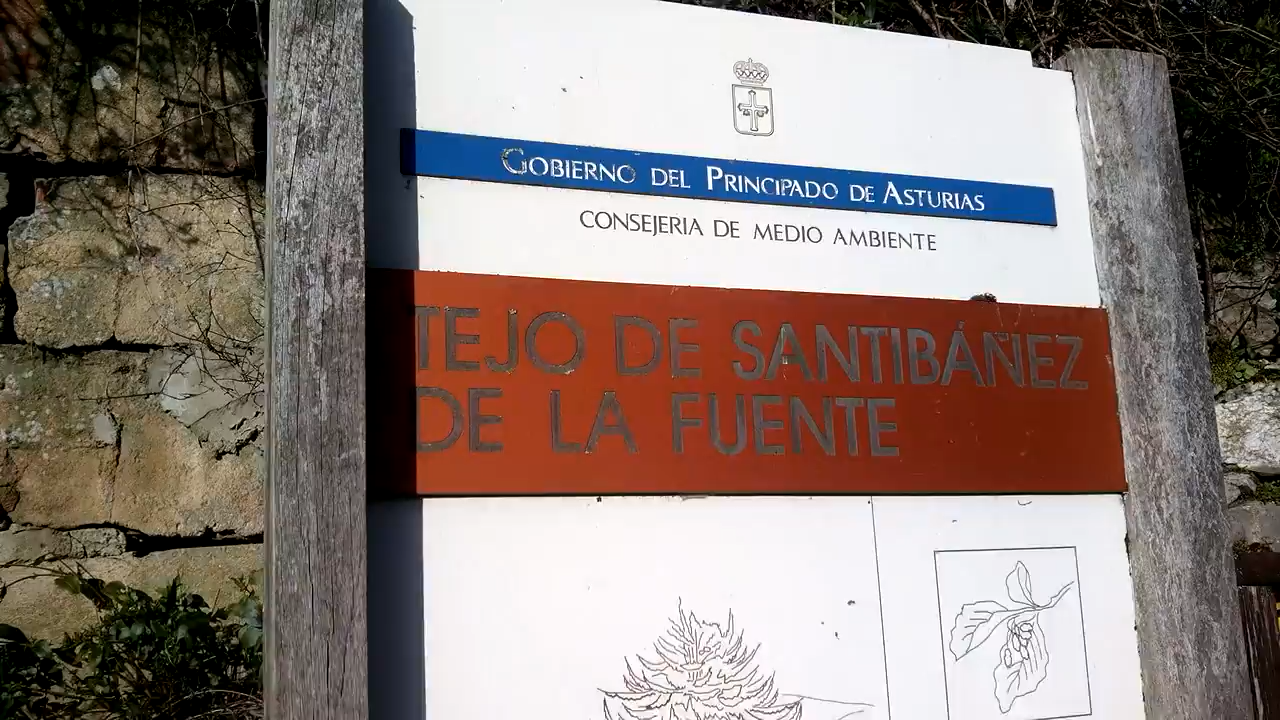 GOBIERNO DEL PRINCIPADO DE ASTURIAS
CONSEJERIA DE MEDIO AMBIENTE
TEJO DE SANTIBÁÑEZ
DE LA FUENTE